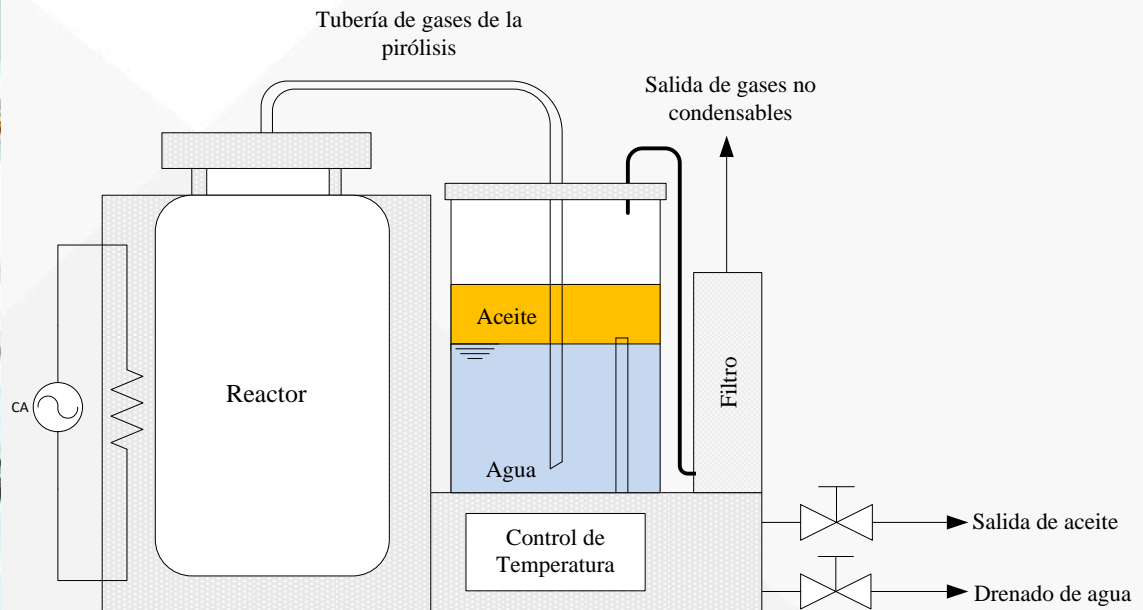 Tubería de gases de la
pirólisis
Salida de gases no
condensables
Aceite
Reactor
CA
Filtro
Agua
Control de
Temperatura
Salida de aceite
Drenado de agua